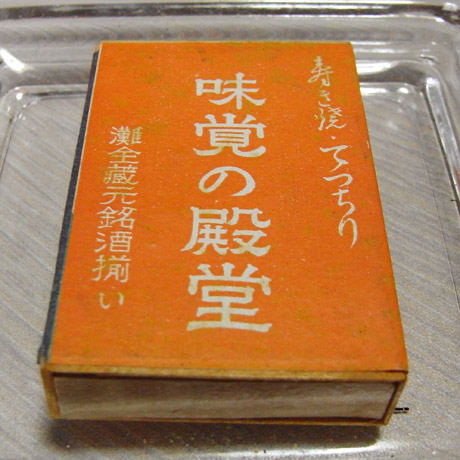 寿き焼・てっちり
味覚の殿堂
灘全蔵元銘酒揃い